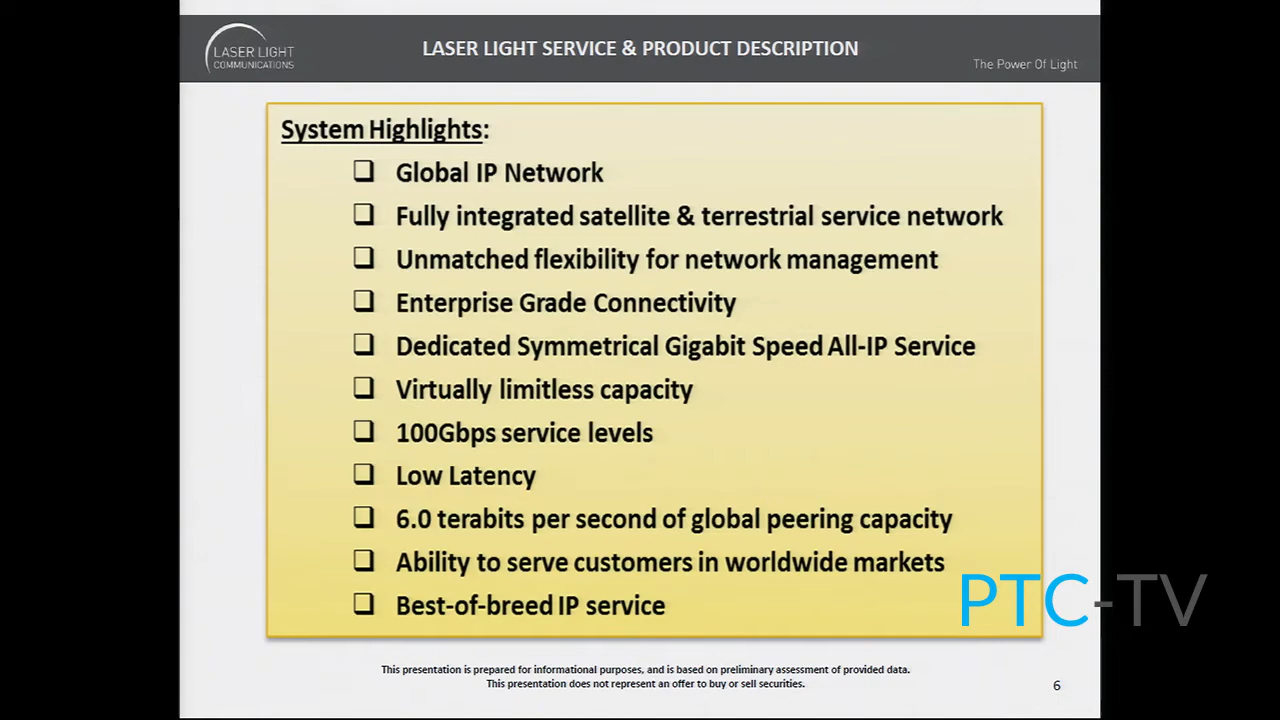 LASER LIGHT
COMMUNICATIONS
LASER LIGHT SERVICE & PRODUCT DESCRIPTION
The Power Of Light
System Highlights:
❑ Global IP Network
❑ Fully integrated satellite & terrestrial service network
❑ Unmatched flexibility for network management
❑ Enterprise Grade Connectivity
❑ Dedicated Symmetrical Gigabit Speed All-IP Service
❑ Virtually limitless capacity
❑ 100Gbps service levels
❑ Low Latency
❑ 6.0 terabits per second of global peering capacity
❑ Ability to serve customers in worldwide markets
❑ Best-of-breed IP service
PTC-TV
This presentation is prepared for informational purposes, and is based on preliminary assessment of provided data.
This presentation does not represent an offer to buy or sell securities.
6